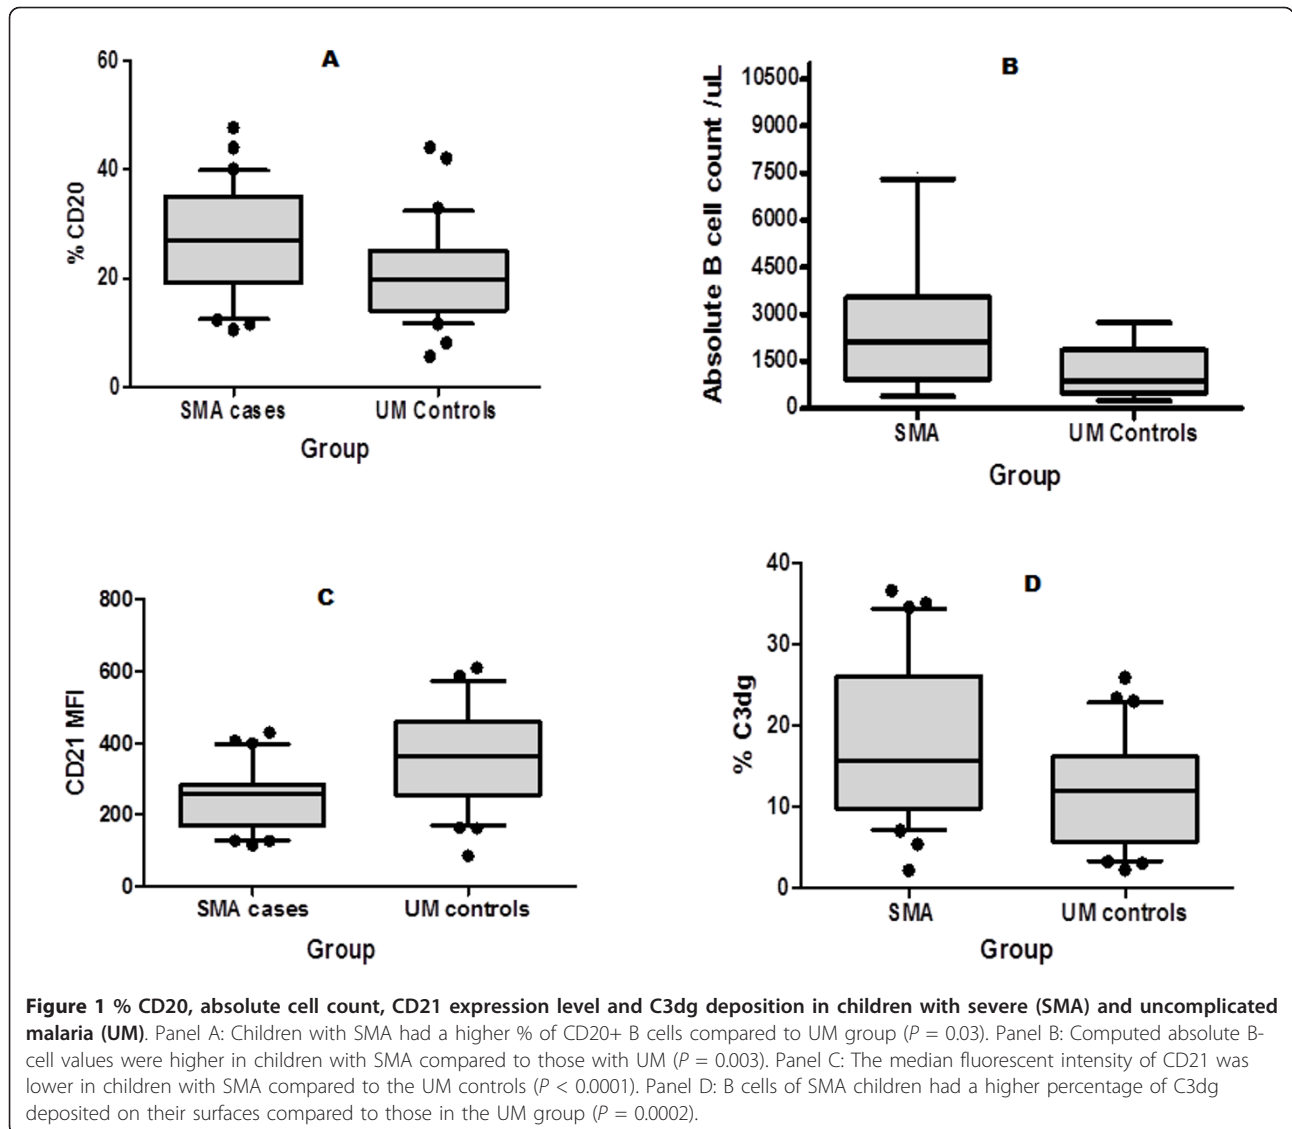 A
60
40
20
0
% CD20
SMA cases
UM Controls
Group
B
10500
9000
7500
6000
4500
3000
1500
0
Absolute B cell count /uL
SMA
UM Controls
Group
C
800
600
400
200
0
CD21 MFI
SMA cases
UM controls
Group
D
40
30
20
10
0
% C3dg
SMA
UM controls
Group
Figure 1 % CD20, absolute cell count, CD21 expression level and C3dg deposition in children with severe (SMA) and uncomplicated
malaria (UM). Panel A: Children with SMA had a higher % of CD20+ B cells compared to UM group (P = 0.03). Panel B: Computed absolute B-
cell values were higher in children with SMA compared to those with UM (P = 0.003). Panel C: The median fluorescent intensity of CD21 was
lower in children with SMA compared to the UM controls (P < 0.0001). Panel D: B cells of SMA children had a higher percentage of C3dg
deposited on their surfaces compared to those in the UM group (P = 0.0002).